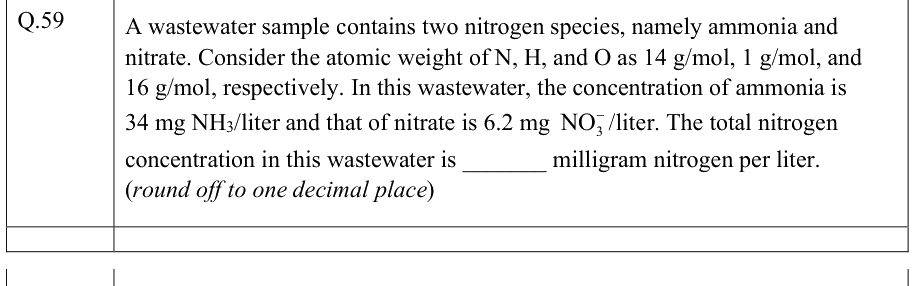 Q.59
A wastewater sample contains two nitrogen species, namely ammonia and
nitrate. Consider the atomic weight of N, H, and O as 14 g/mol, 1 g/mol, and
16 g/mol, respectively. In this wastewater, the concentration of ammonia is
34 mg NH₃/liter and that of nitrate is 6.2 mg NO₃⁻/liter. The total nitrogen
concentration in this wastewater is ________ milligram nitrogen per liter.
(round off to one decimal place)